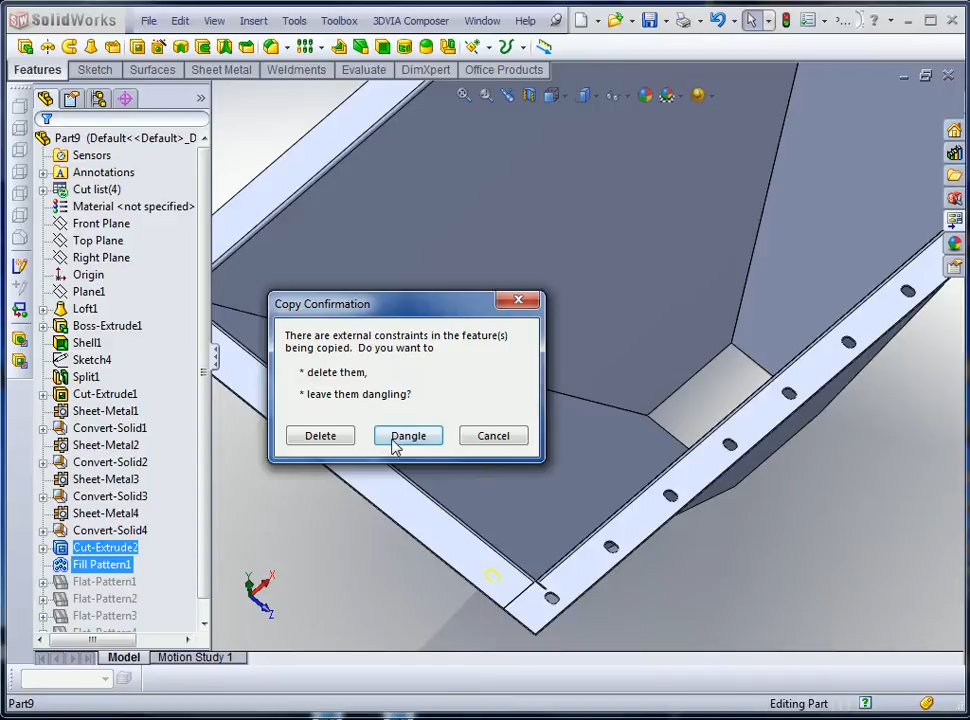 SolidWorks
File Edit View Insert Tools Toolbox 3DVIA Composer Window Help
Features Sketch Surfaces Sheet Metal Weldments Evaluate DimXpert Office Products
Part9 (Default<<Default>_D
Sensors
Annotations
Cut list(4)
Material <not specified>
Front Plane
Top Plane
Right Plane
Origin
Plane1
Loft1
Boss-Extrude1
Shell1
Sketch4
Split1
Cut-Extrude1
Sheet-Metal1
Convert-Solid1
Sheet-Metal2
Convert-Solid2
Sheet-Metal3
Convert-Solid3
Sheet-Metal4
Convert-Solid4
Cut-Extrude2
Fill Pattern1
Flat-Pattern1
Flat-Pattern2
Flat-Pattern3
Copy Confirmation
There are external constraints in the feature(s)
being copied. Do you want to
* delete them,
* leave them dangling?
Delete Dangle Cancel
Y X
Z
Model Motion Study 1
Part9 Editing Part